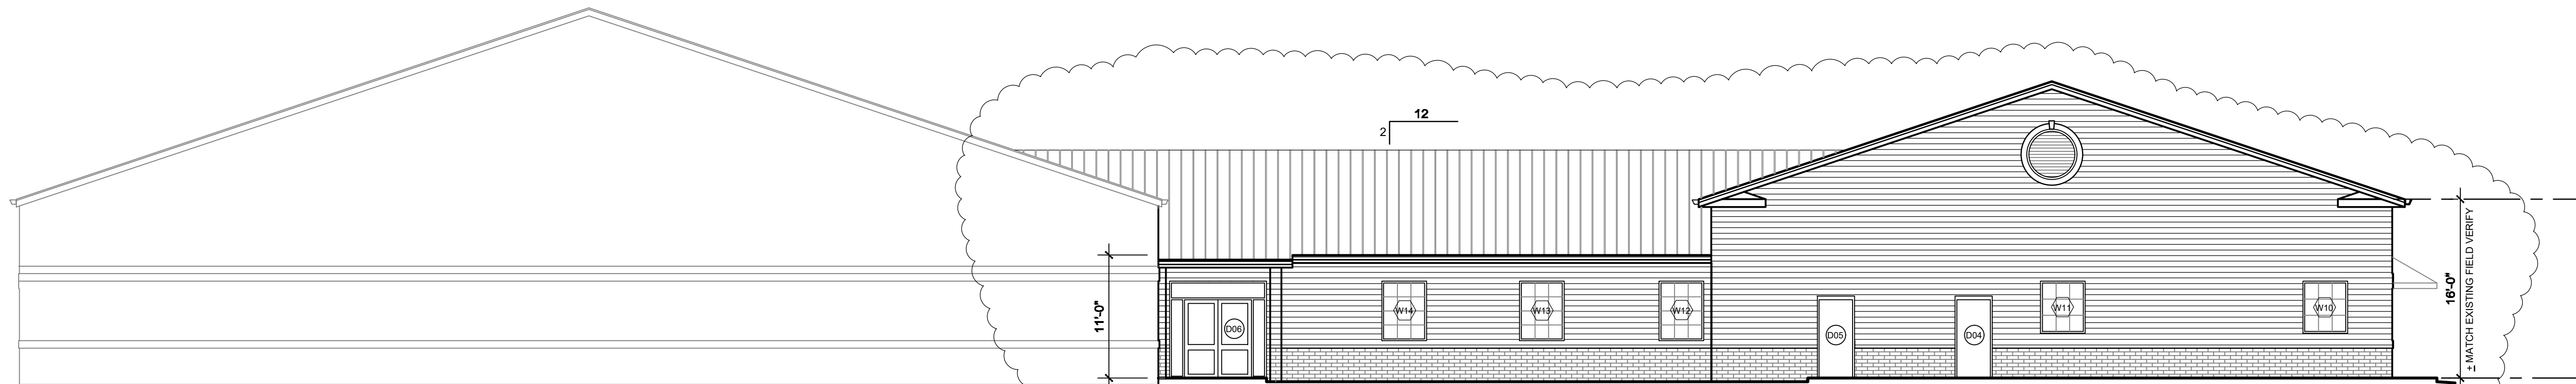 12
2
11'-0"
16'-0"
± MATCH EXISTING FIELD VERIFY
W14
W13
W12
W11
W10
D06
D05
D04